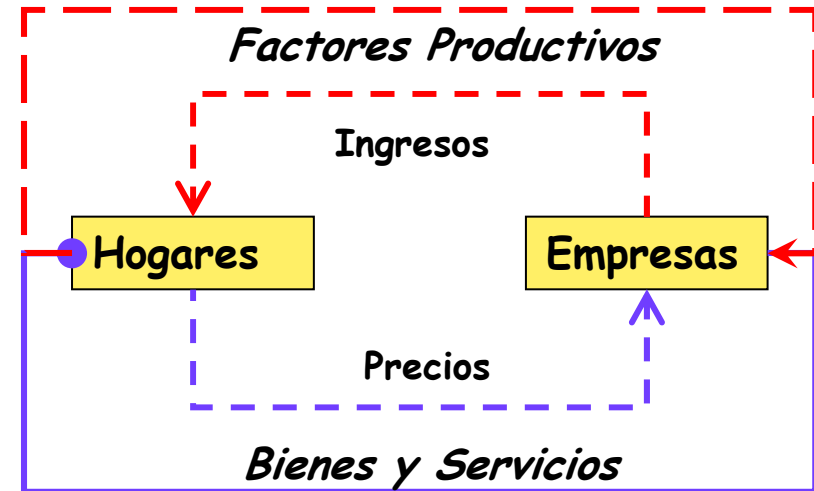 Factores Productivos
Ingresos
Hogares
Empresas
Precios
Bienes y Servicios